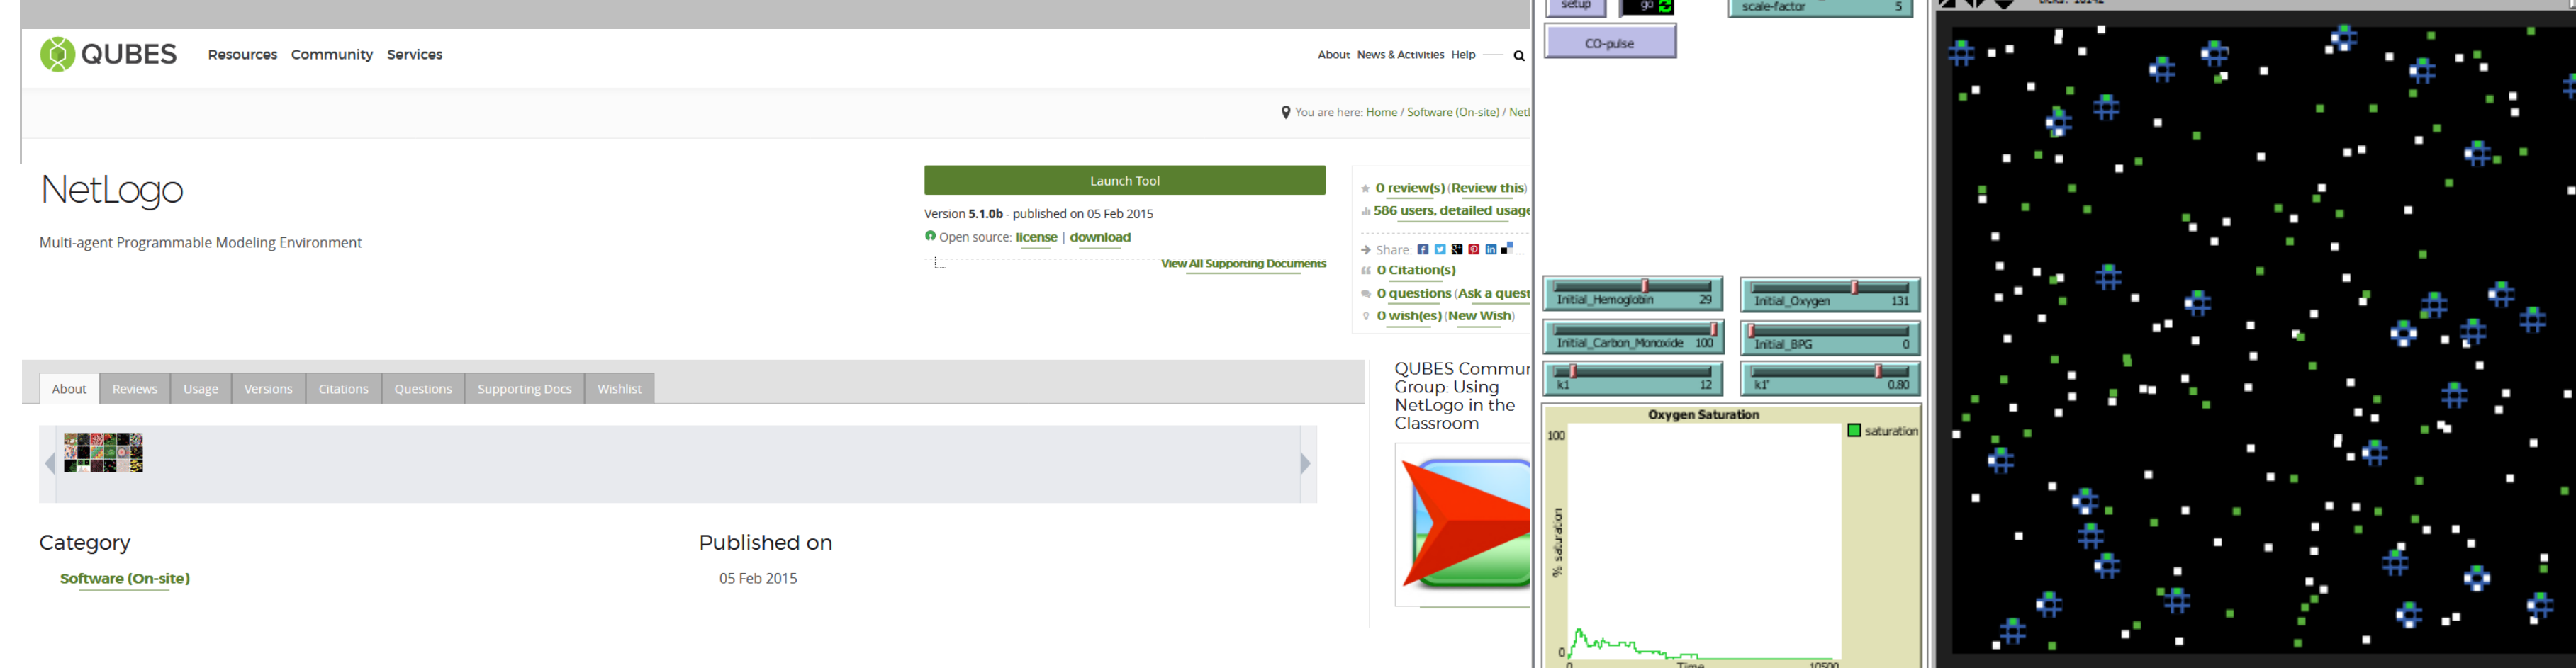 QUBES
Resources Community Services
About News & Activities Help
You are here: Home / Software (On-site) /
NetLogo
Multi-agent Programmable Modeling Environment
Launch Tool
Version 5.1.0b - published on 05 Feb 2015
Open source: license | download
View All Supporting Documents
0 review(s) (Review this)
586 users, detailed usage
Share:
0 Citation(s)
0 questions (Ask a quest
0 wish(es) (New Wish)
About Reviews Usage Versions Citations Questions Supporting Docs Wishlist
QUBES Commun
Group: Using
NetLogo in the
Classroom
Category
Software (On-site)
Published on
05 Feb 2015
setup
go
scale-factor 5
CO-pulse
Initial_Hemoglobin 29
Initial_Oxygen 131
Initial_Carbon_Monoxide 100
Initial_BPG 0
k1 12
k1' 0.80
Oxygen Saturation
100
saturation
% saturation
0
0
Time
10500